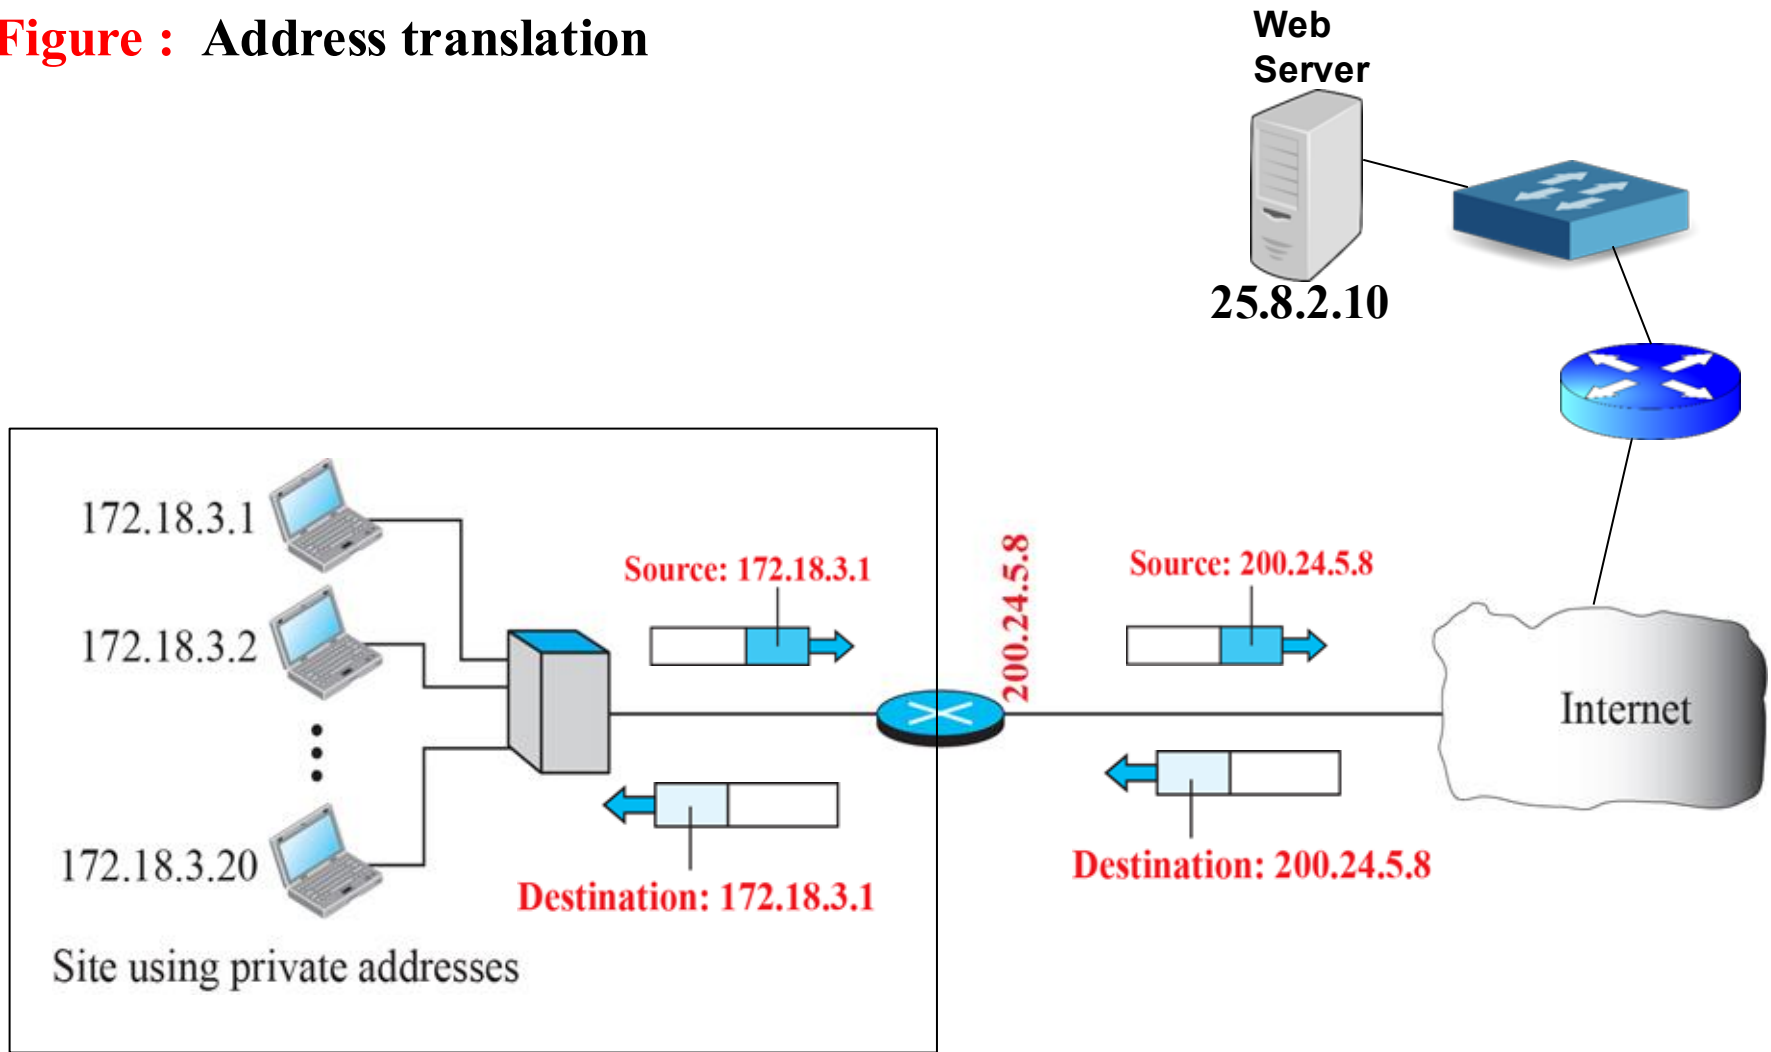 Figure : Address translation
Web
Server
25.8.2.10
172.18.3.1
Source: 172.18.3.1
200.24.5.8
Source: 200.24.5.8
172.18.3.2
Internet
172.18.3.20
Destination: 172.18.3.1
Destination: 200.24.5.8
Site using private addresses